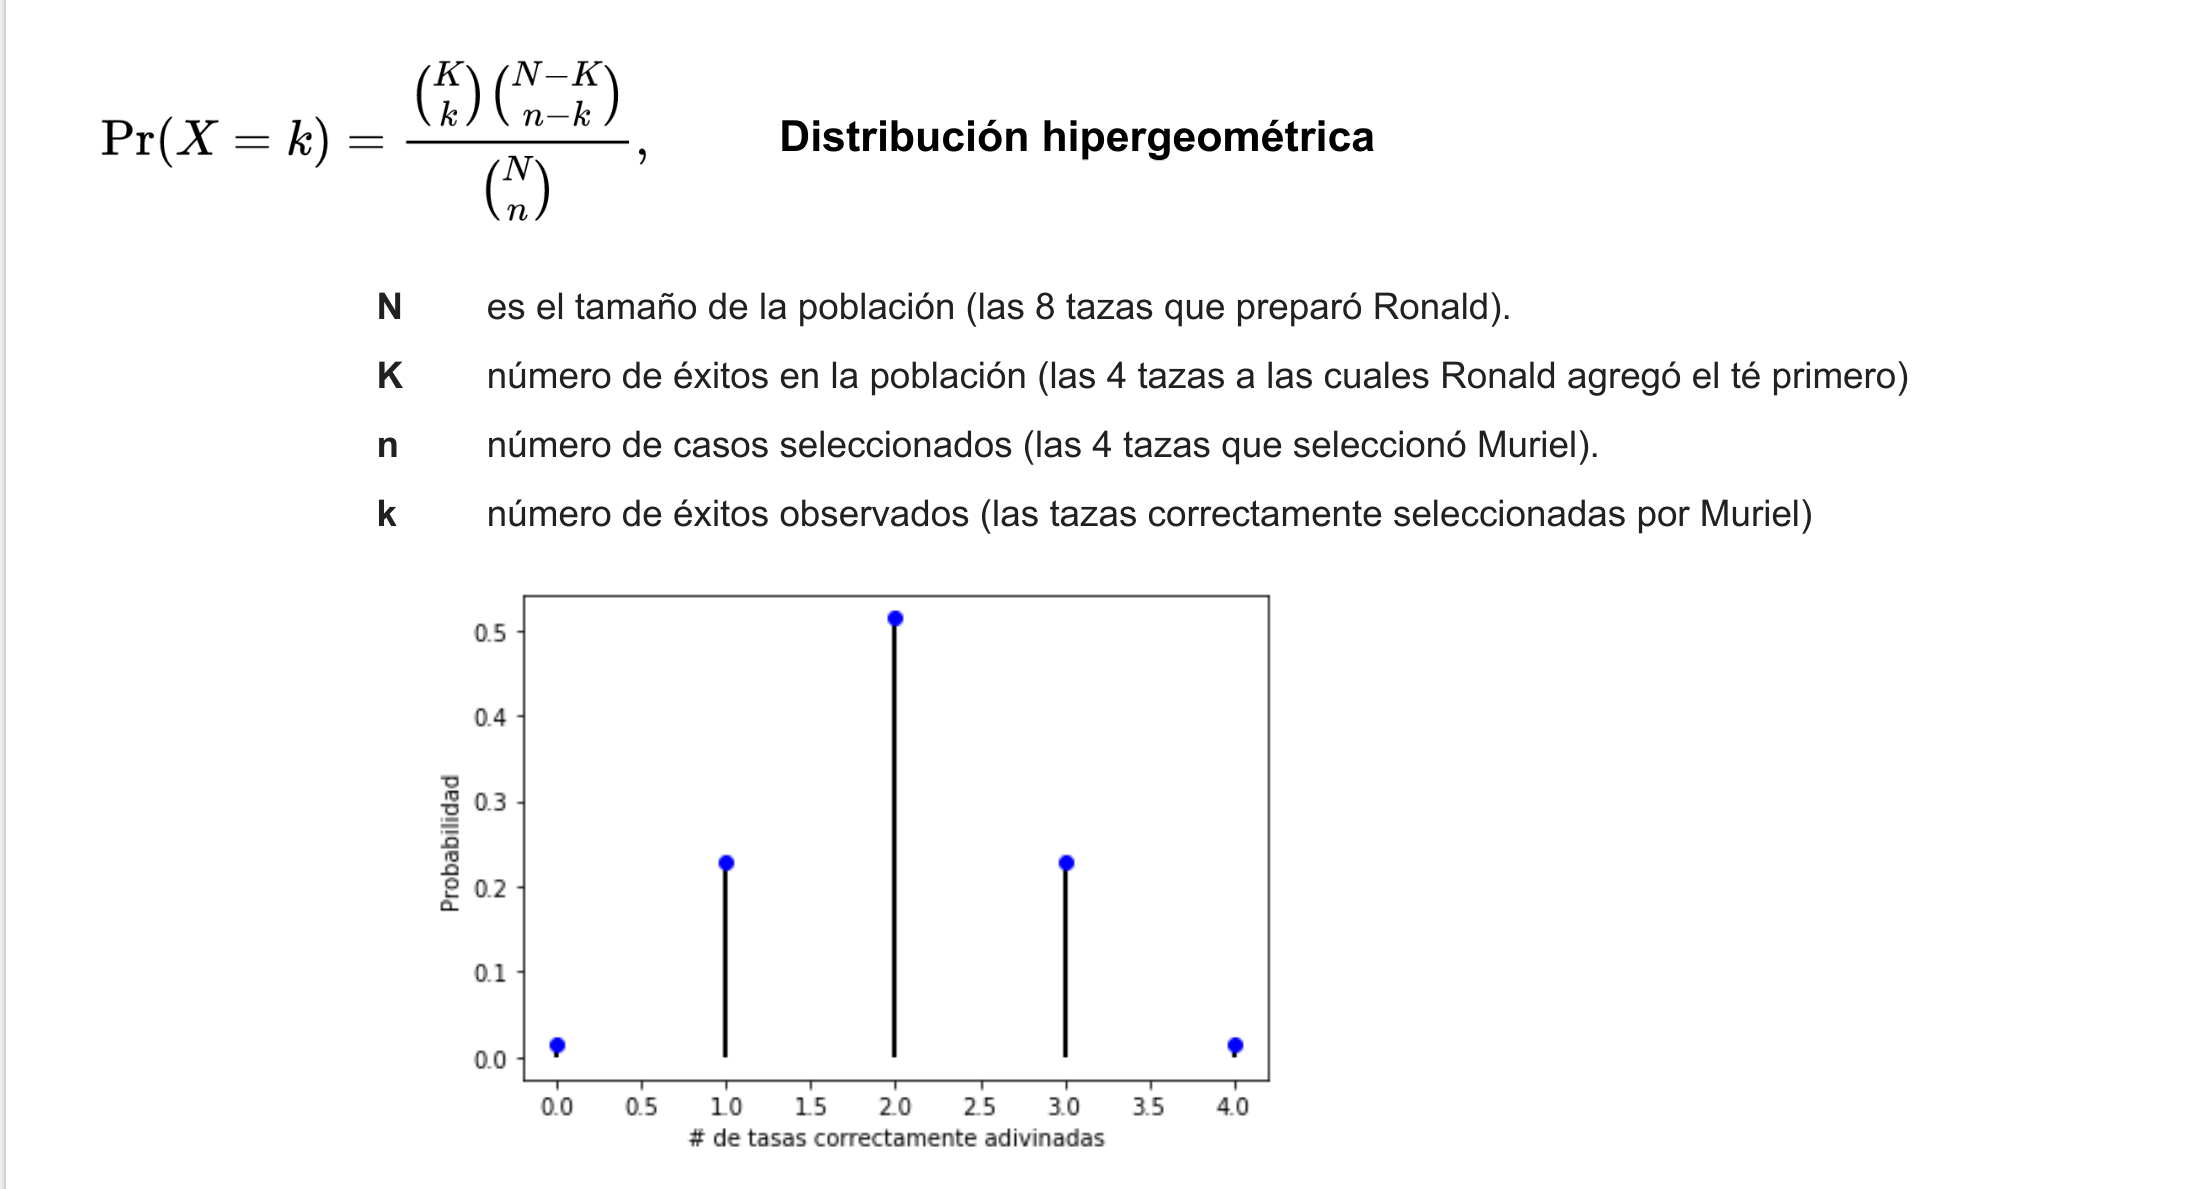 Pr(X = k) = \frac{\binom{K}{k}\binom{N-K}{n-k}}{\binom{N}{n}},
Distribución hipergeométrica
N es el tamaño de la población (las 8 tazas que preparó Ronald).
K número de éxitos en la población (las 4 tazas a las cuales Ronald agregó el té primero)
n número de casos seleccionados (las 4 tazas que seleccionó Muriel).
k número de éxitos observados (las tazas correctamente seleccionadas por Muriel)
0.5
0.4
0.3
0.2
0.1
0.0
Probabilidad
0.0 0.5 1.0 1.5 2.0 2.5 3.0 3.5 4.0
# de tasas correctamente adivinadas